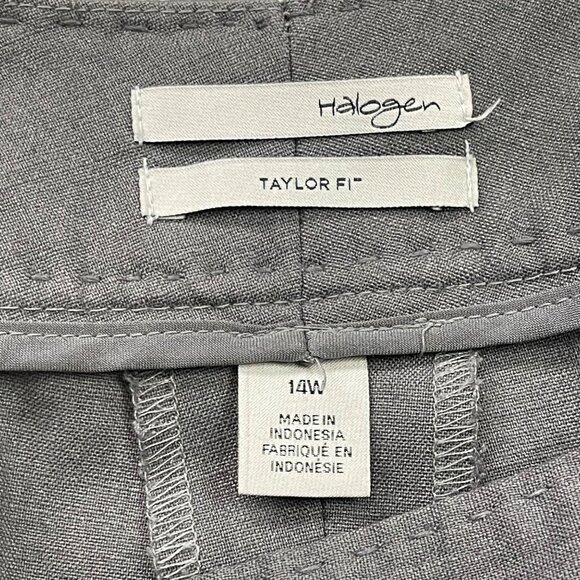 Halogen
TAYLOR FIT
14W
MADE IN
INDONESIA
FABRIQUÉ EN
INDONÉSIE